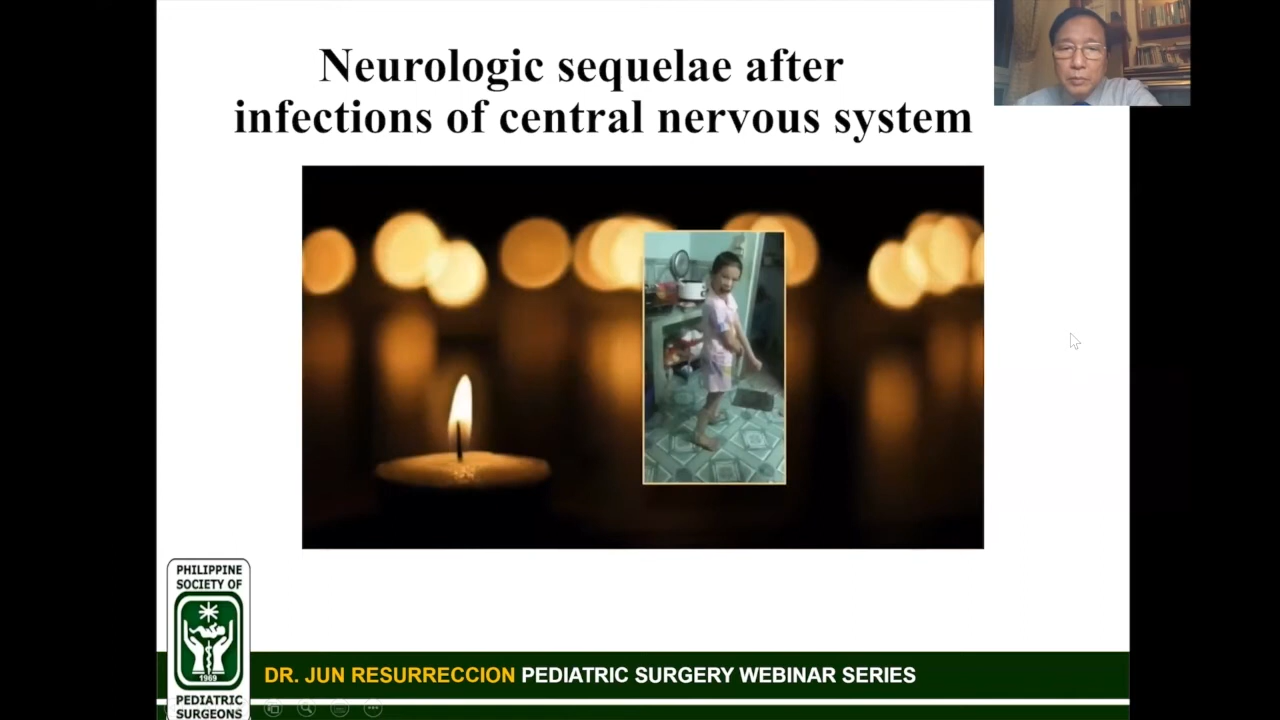 Neurologic sequelae after
infections of central nervous system
PHILIPPINE
SOCIETY OF
1969
PEDIATRIC
SURGEONS
DR. JUN RESURRECCION PEDIATRIC SURGERY WEBINAR SERIES